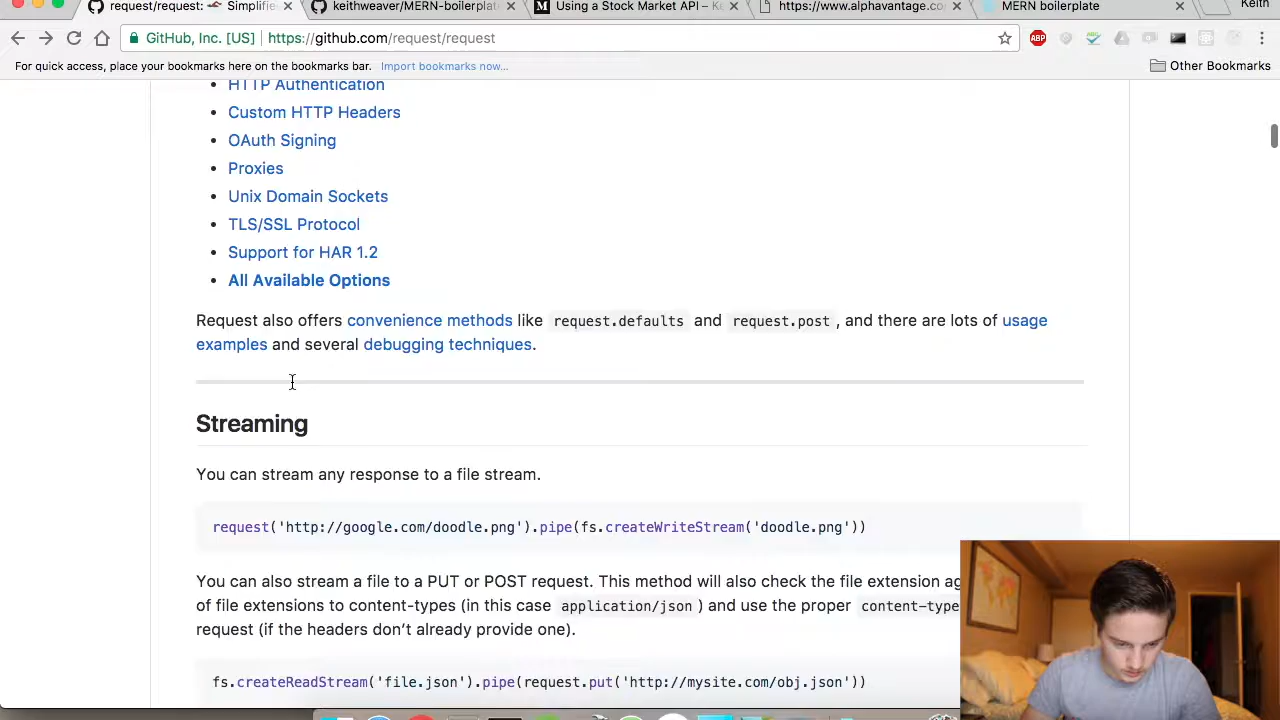 request/request: Simplifie
keithweaver/MERN-boilerplate
Using a Stock Market API – Ke
https://www.alphavantage.co
MERN boilerplate
Keith
GitHub, Inc. [US] https://github.com/request/request
ABP
For quick access, place your bookmarks here on the bookmarks bar. Import bookmarks now... Other Bookmarks
HTTP Authentication
Custom HTTP Headers
OAuth Signing
Proxies
Unix Domain Sockets
TLS/SSL Protocol
Support for HAR 1.2
All Available Options
Request also offers convenience methods like request.defaults and request.post , and there are lots of usage
examples and several debugging techniques.
Streaming
You can stream any response to a file stream.
request('http://google.com/doodle.png').pipe(fs.createWriteStream('doodle.png'))
You can also stream a file to a PUT or POST request. This method will also check the file extension ag
of file extensions to content-types (in this case application/json ) and use the proper content-type
request (if the headers don’t already provide one).
fs.createReadStream('file.json').pipe(request.put('http://mysite.com/obj.json'))